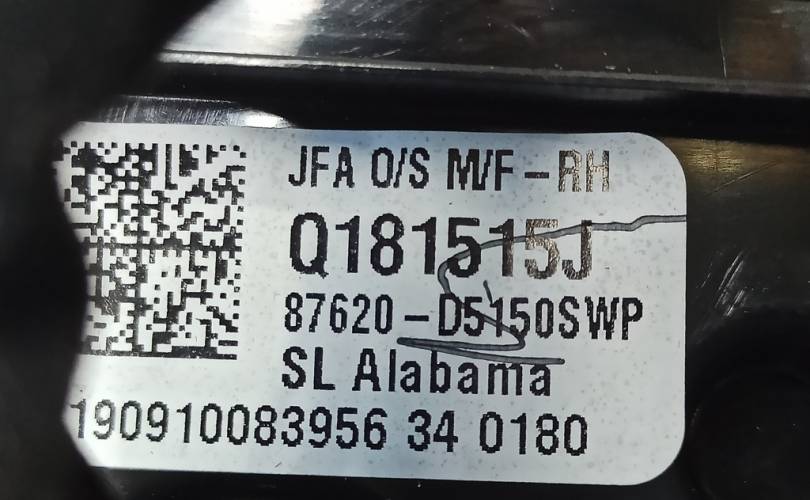 JFA O/S M/F-RH
Q181515J
87620-D5150SWP
SL Alabama
190910083956 34 0180